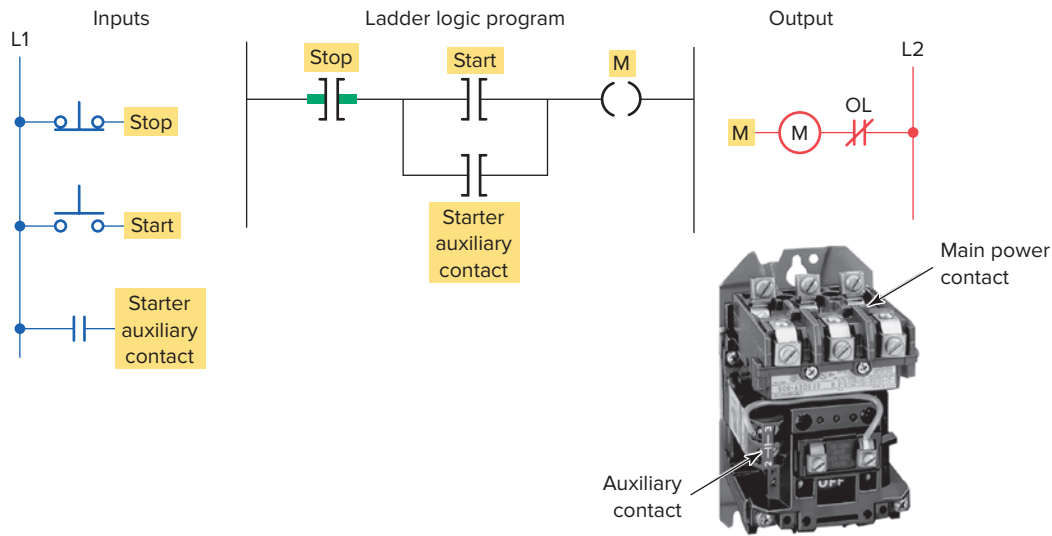 Inputs
Ladder logic program
Output
L1
Stop
Start
Starter
auxiliary
contact
Stop
Start
M
Starter
auxiliary
contact
L2
OL
M
M
Main power
contact
Auxiliary
contact
OFF